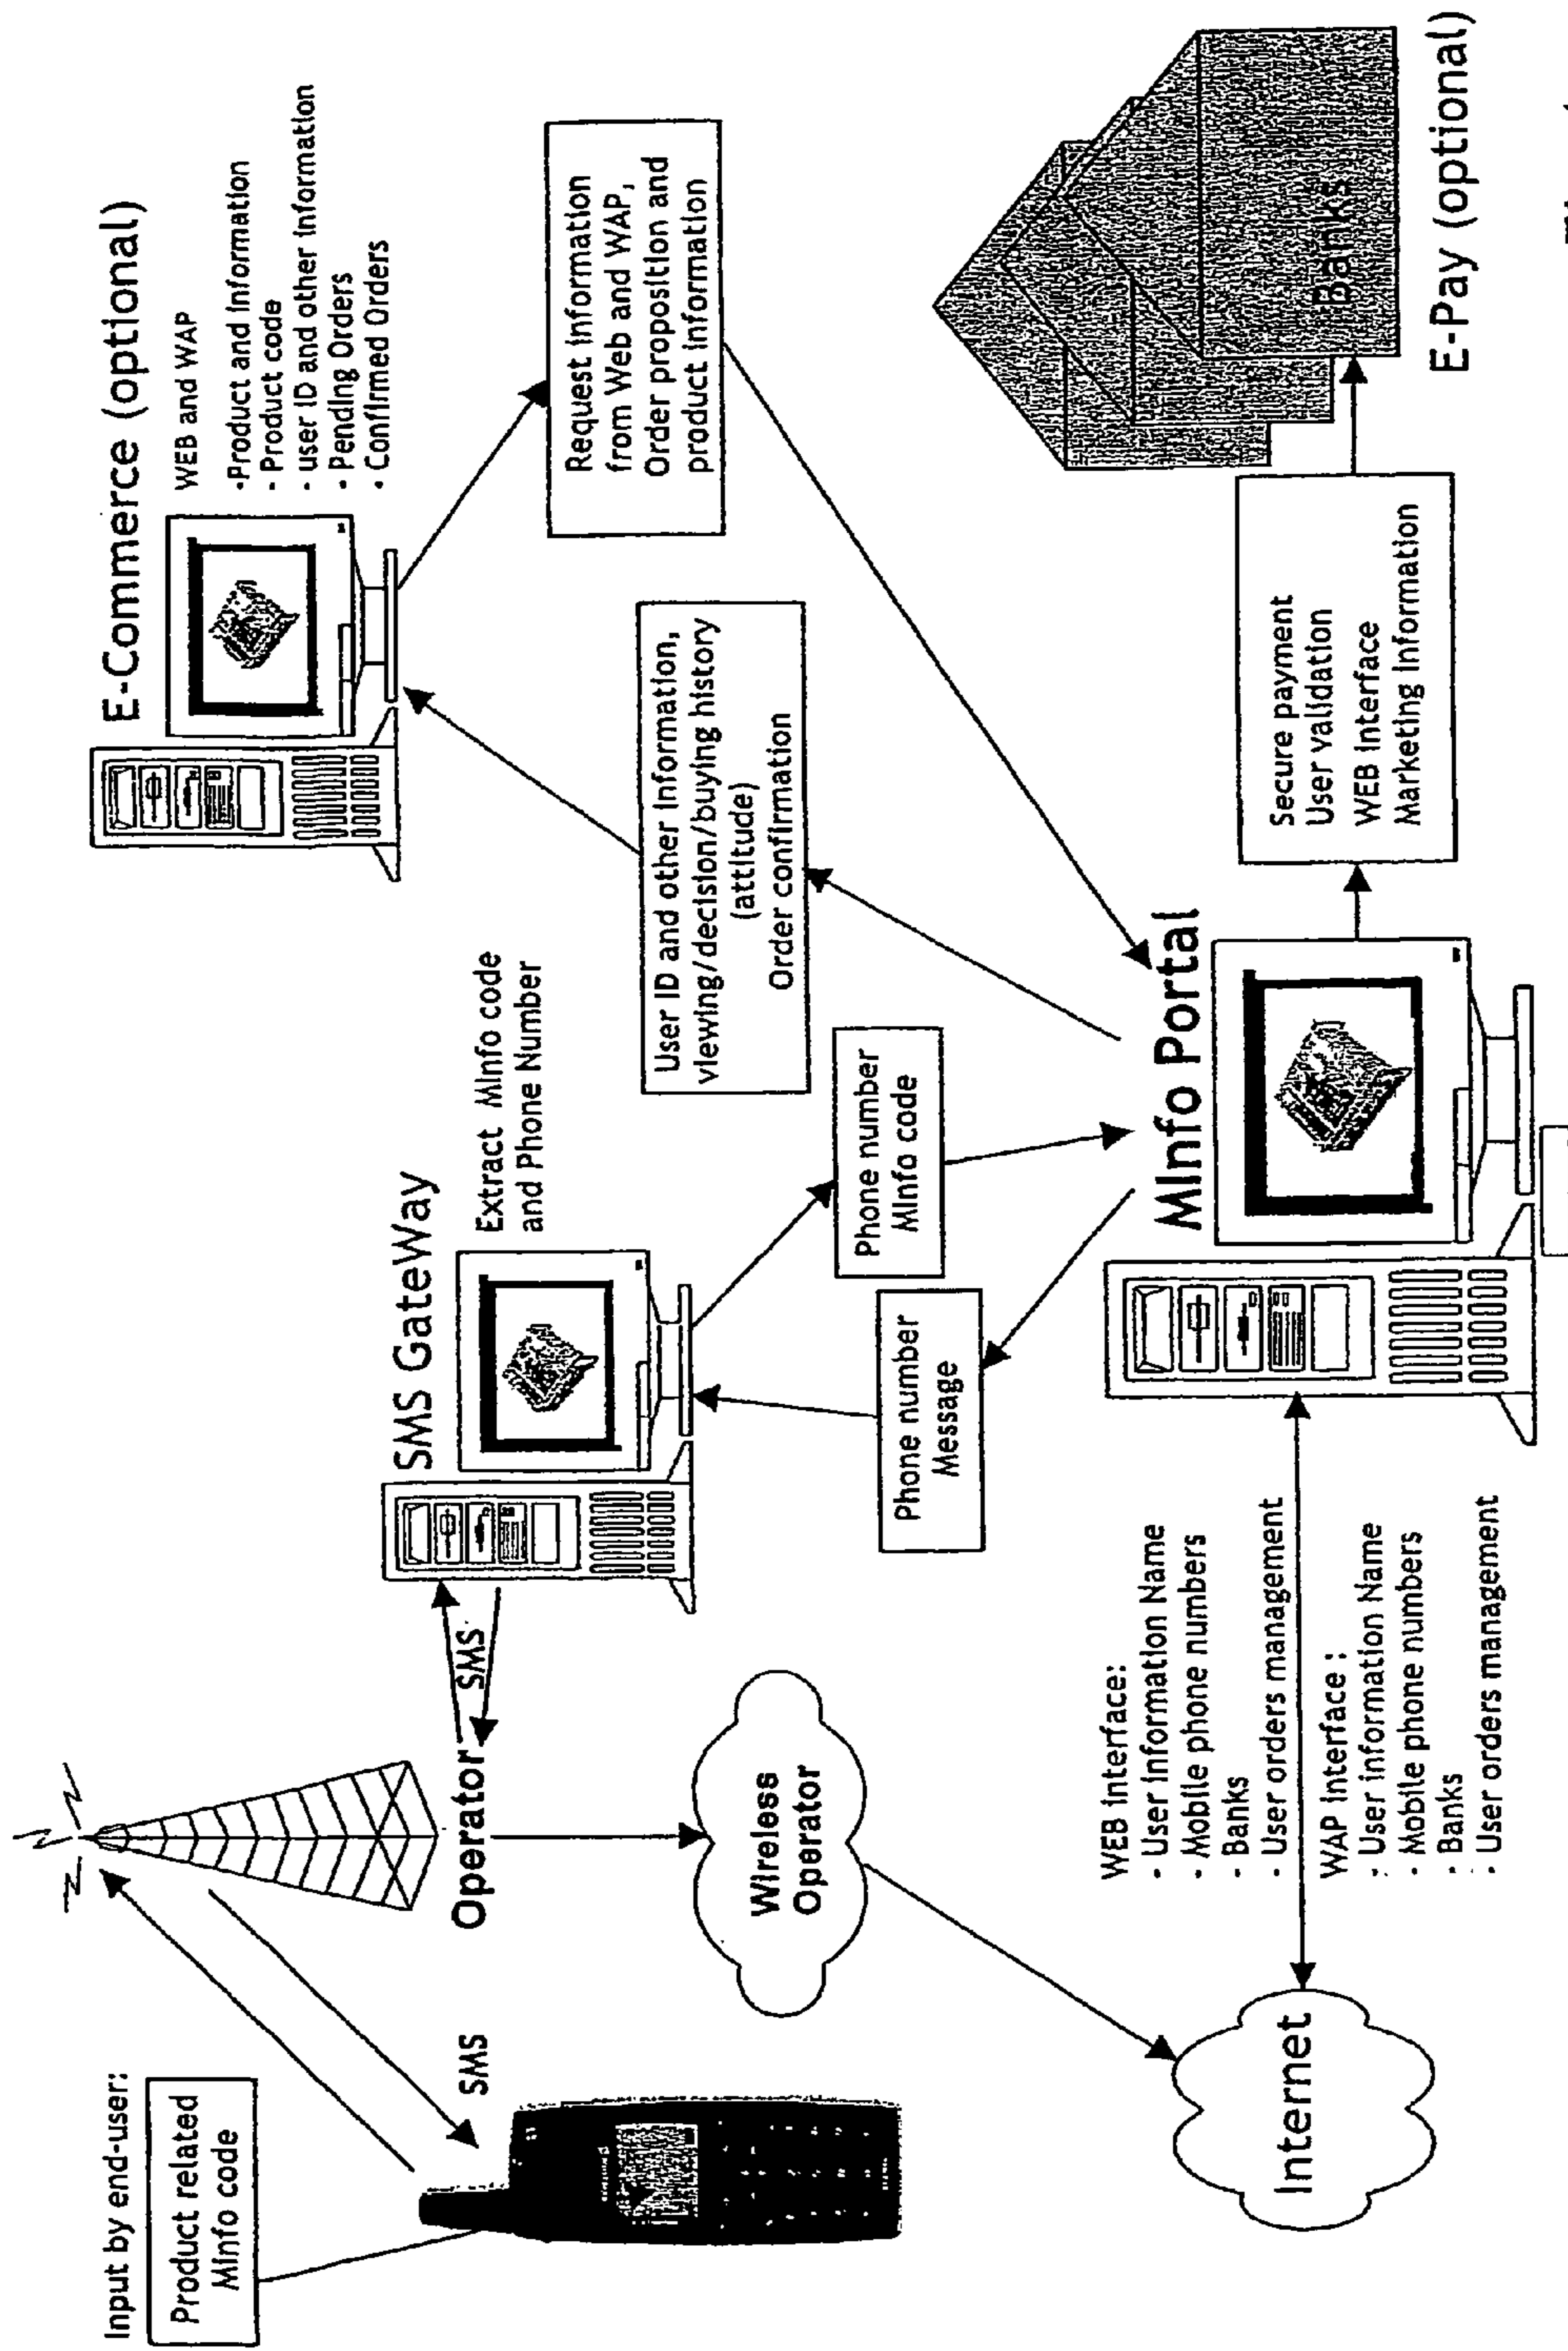 Input by end-user:
Product related
MInfo code
SMS
Operator
SMS
Wireless
Operator
Internet
SMS GateWay
Extract MInfo code
and Phone Number
Phone number
Message
Phone number
MInfo code
E-Commerce (optional)
WEB and WAP
-Product and information
- Product code
- user ID and other information
- Pending Orders
- Confirmed Orders
User ID and other information,
viewing/decision/buying history
(attitude)
Order confirmation
Request information
from Web and WAP,
Order proposition and
product information
WEB interface:
- User information Name
- Mobile phone numbers
- Banks
- User orders management
WAP interface :
- User information Name
- Mobile phone numbers
- Banks
- User orders management
MInfo Portal
Secure payment
User validation
WEB interface
Marketing Information
Banks
E-Pay (optional)